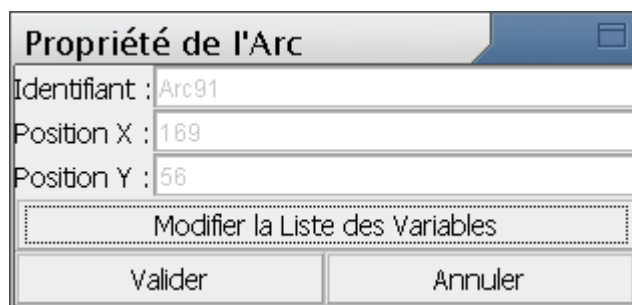 Propriété de l'Arc
Identifiant : Arc91
Position X : 169
Position Y : 56
Modifier la Liste des Variables
Valider Annuler